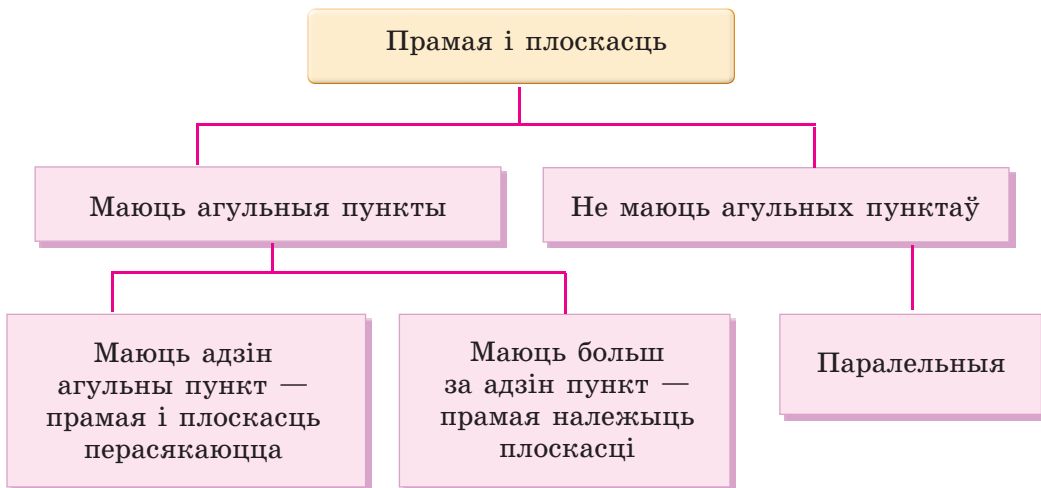 Прамая і плоскасць
Маюць агульныя пункты
Не маюць агульных пунктаў
Маюць адзін
агульны пункт —
прамая і плоскасць
перасякаюцца
Маюць больш
за адзін пункт —
прамая належыць
плоскасці
Паралельныя